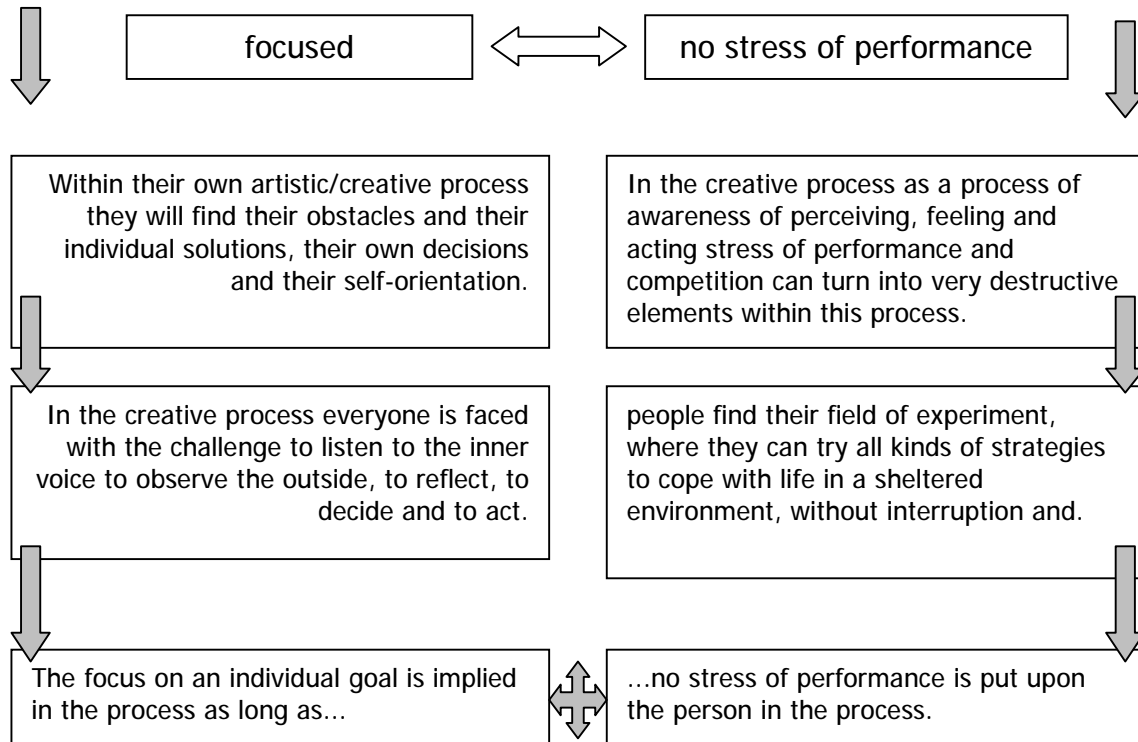 focused
no stress of performance
Within their own artistic/creative process
they will find their obstacles and their
individual solutions, their own decisions
and their self-orientation.
In the creative process as a process of
awareness of perceiving, feeling and
acting stress of performance and
competition can turn into very destructive
elements within this process.
In the creative process everyone is faced
with the challenge to listen to the inner
voice to observe the outside, to reflect, to
decide and to act.
people find their field of experiment,
where they can try all kinds of strategies
to cope with life in a sheltered
environment, without interruption and.
The focus on an individual goal is implied
in the process as long as…
…no stress of performance is put upon
the person in the process.